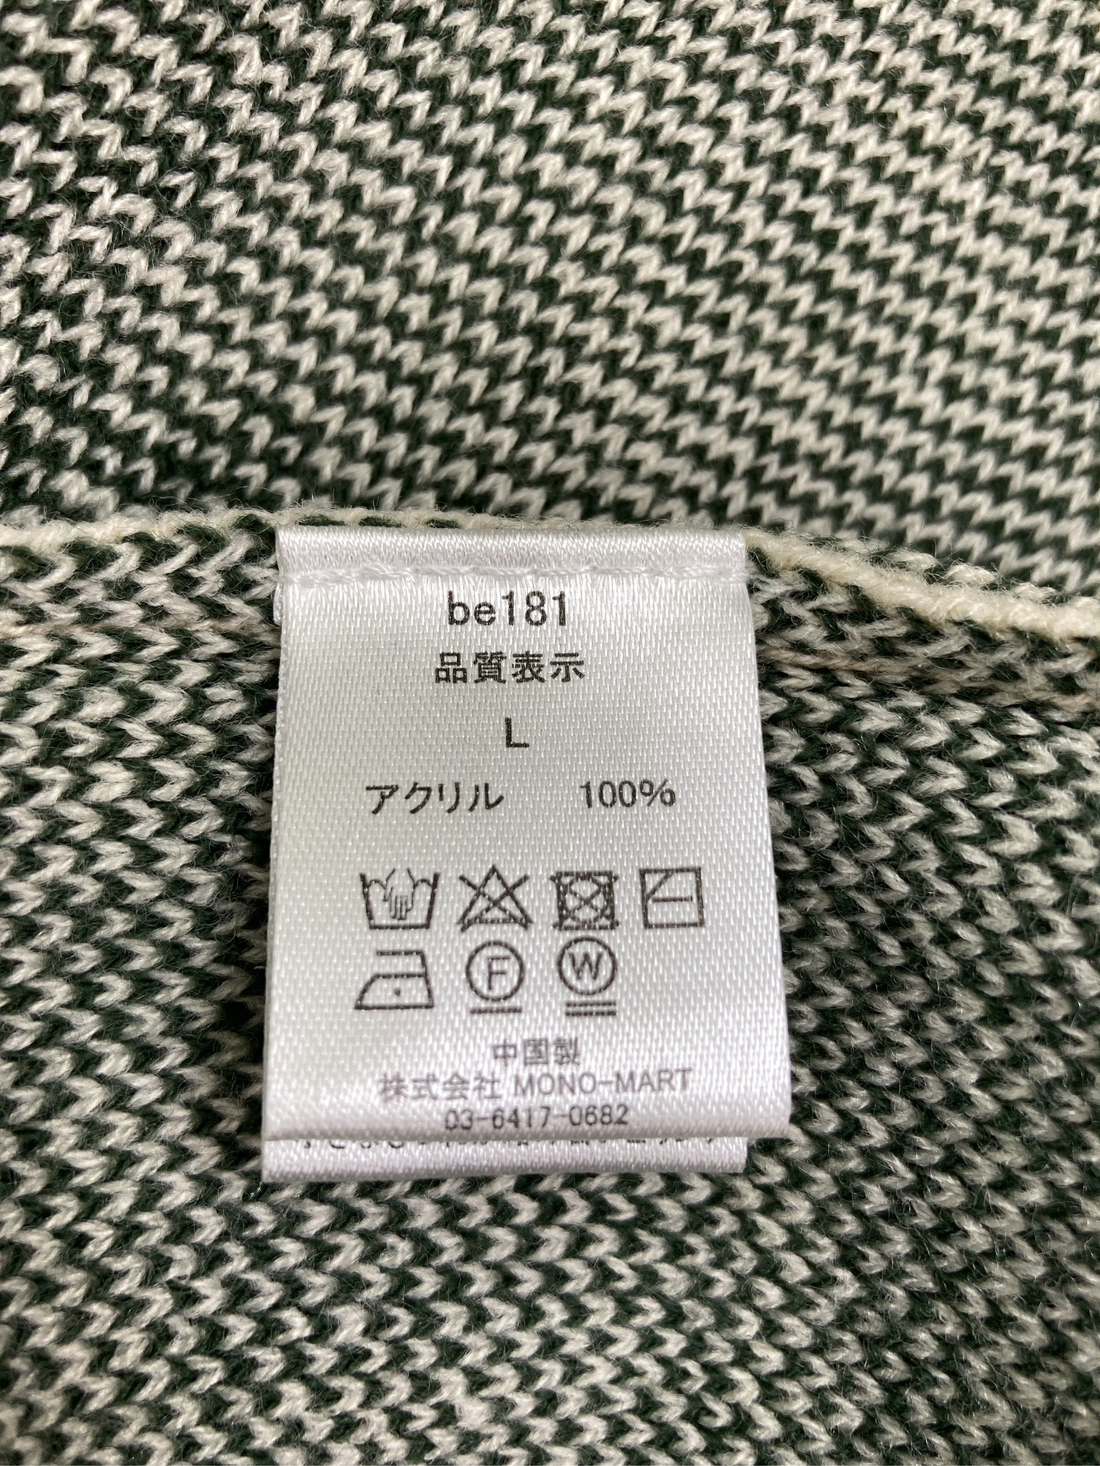 be181
品質表示
L
アクリル 100%
F W
中国製
株式会社 MONO-MART
03-6417-0682